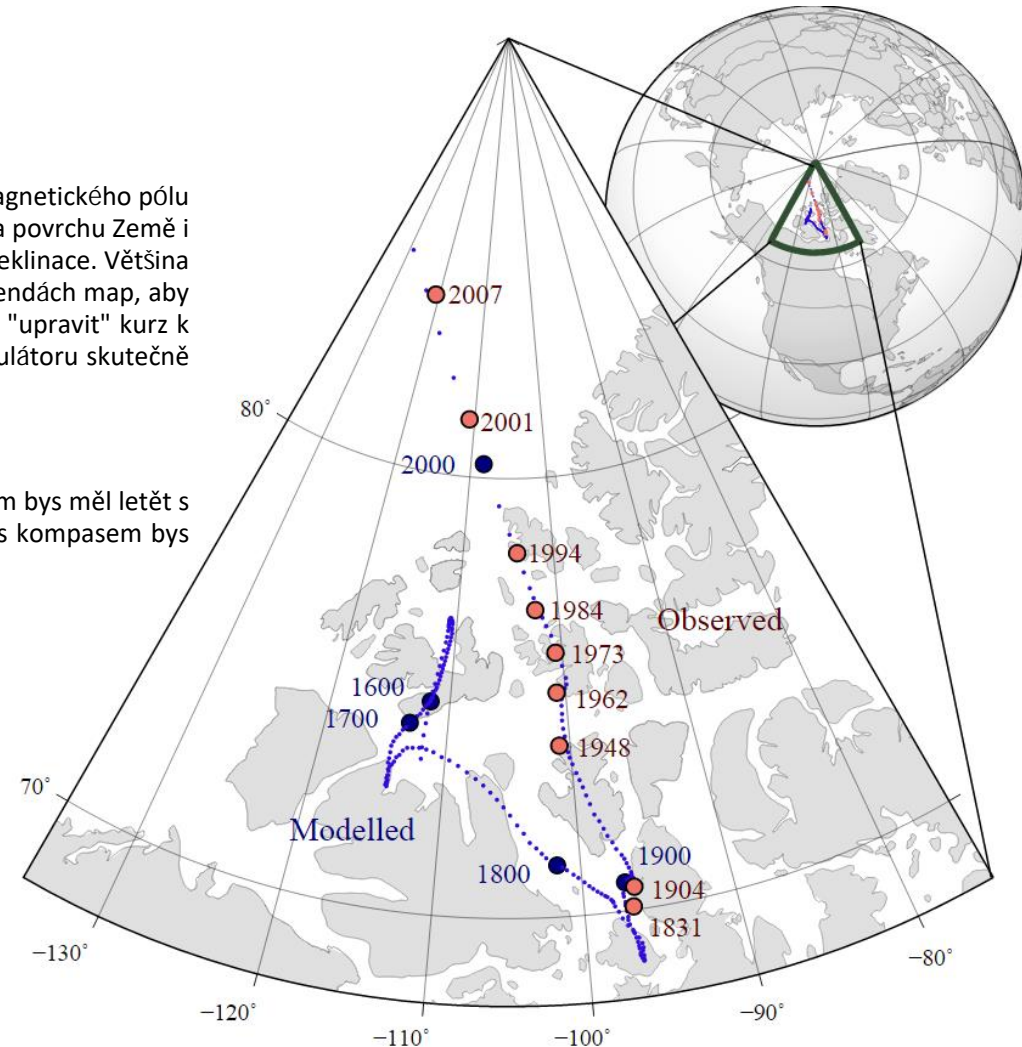 agnetického pólu
a povrchu Země i
eklinace. Většina
endách map, aby
"upravit" kurz k
ulátoru skutečně
m bys měl letět s
s kompasem bys
2007
80°
2001
2000
1994
1984
Observed
1973
1600
1962
1700
1948
70°
Modelled
1900
1800
1904
1831
−130°
−80°
−120°
−90°
−110°
−100°